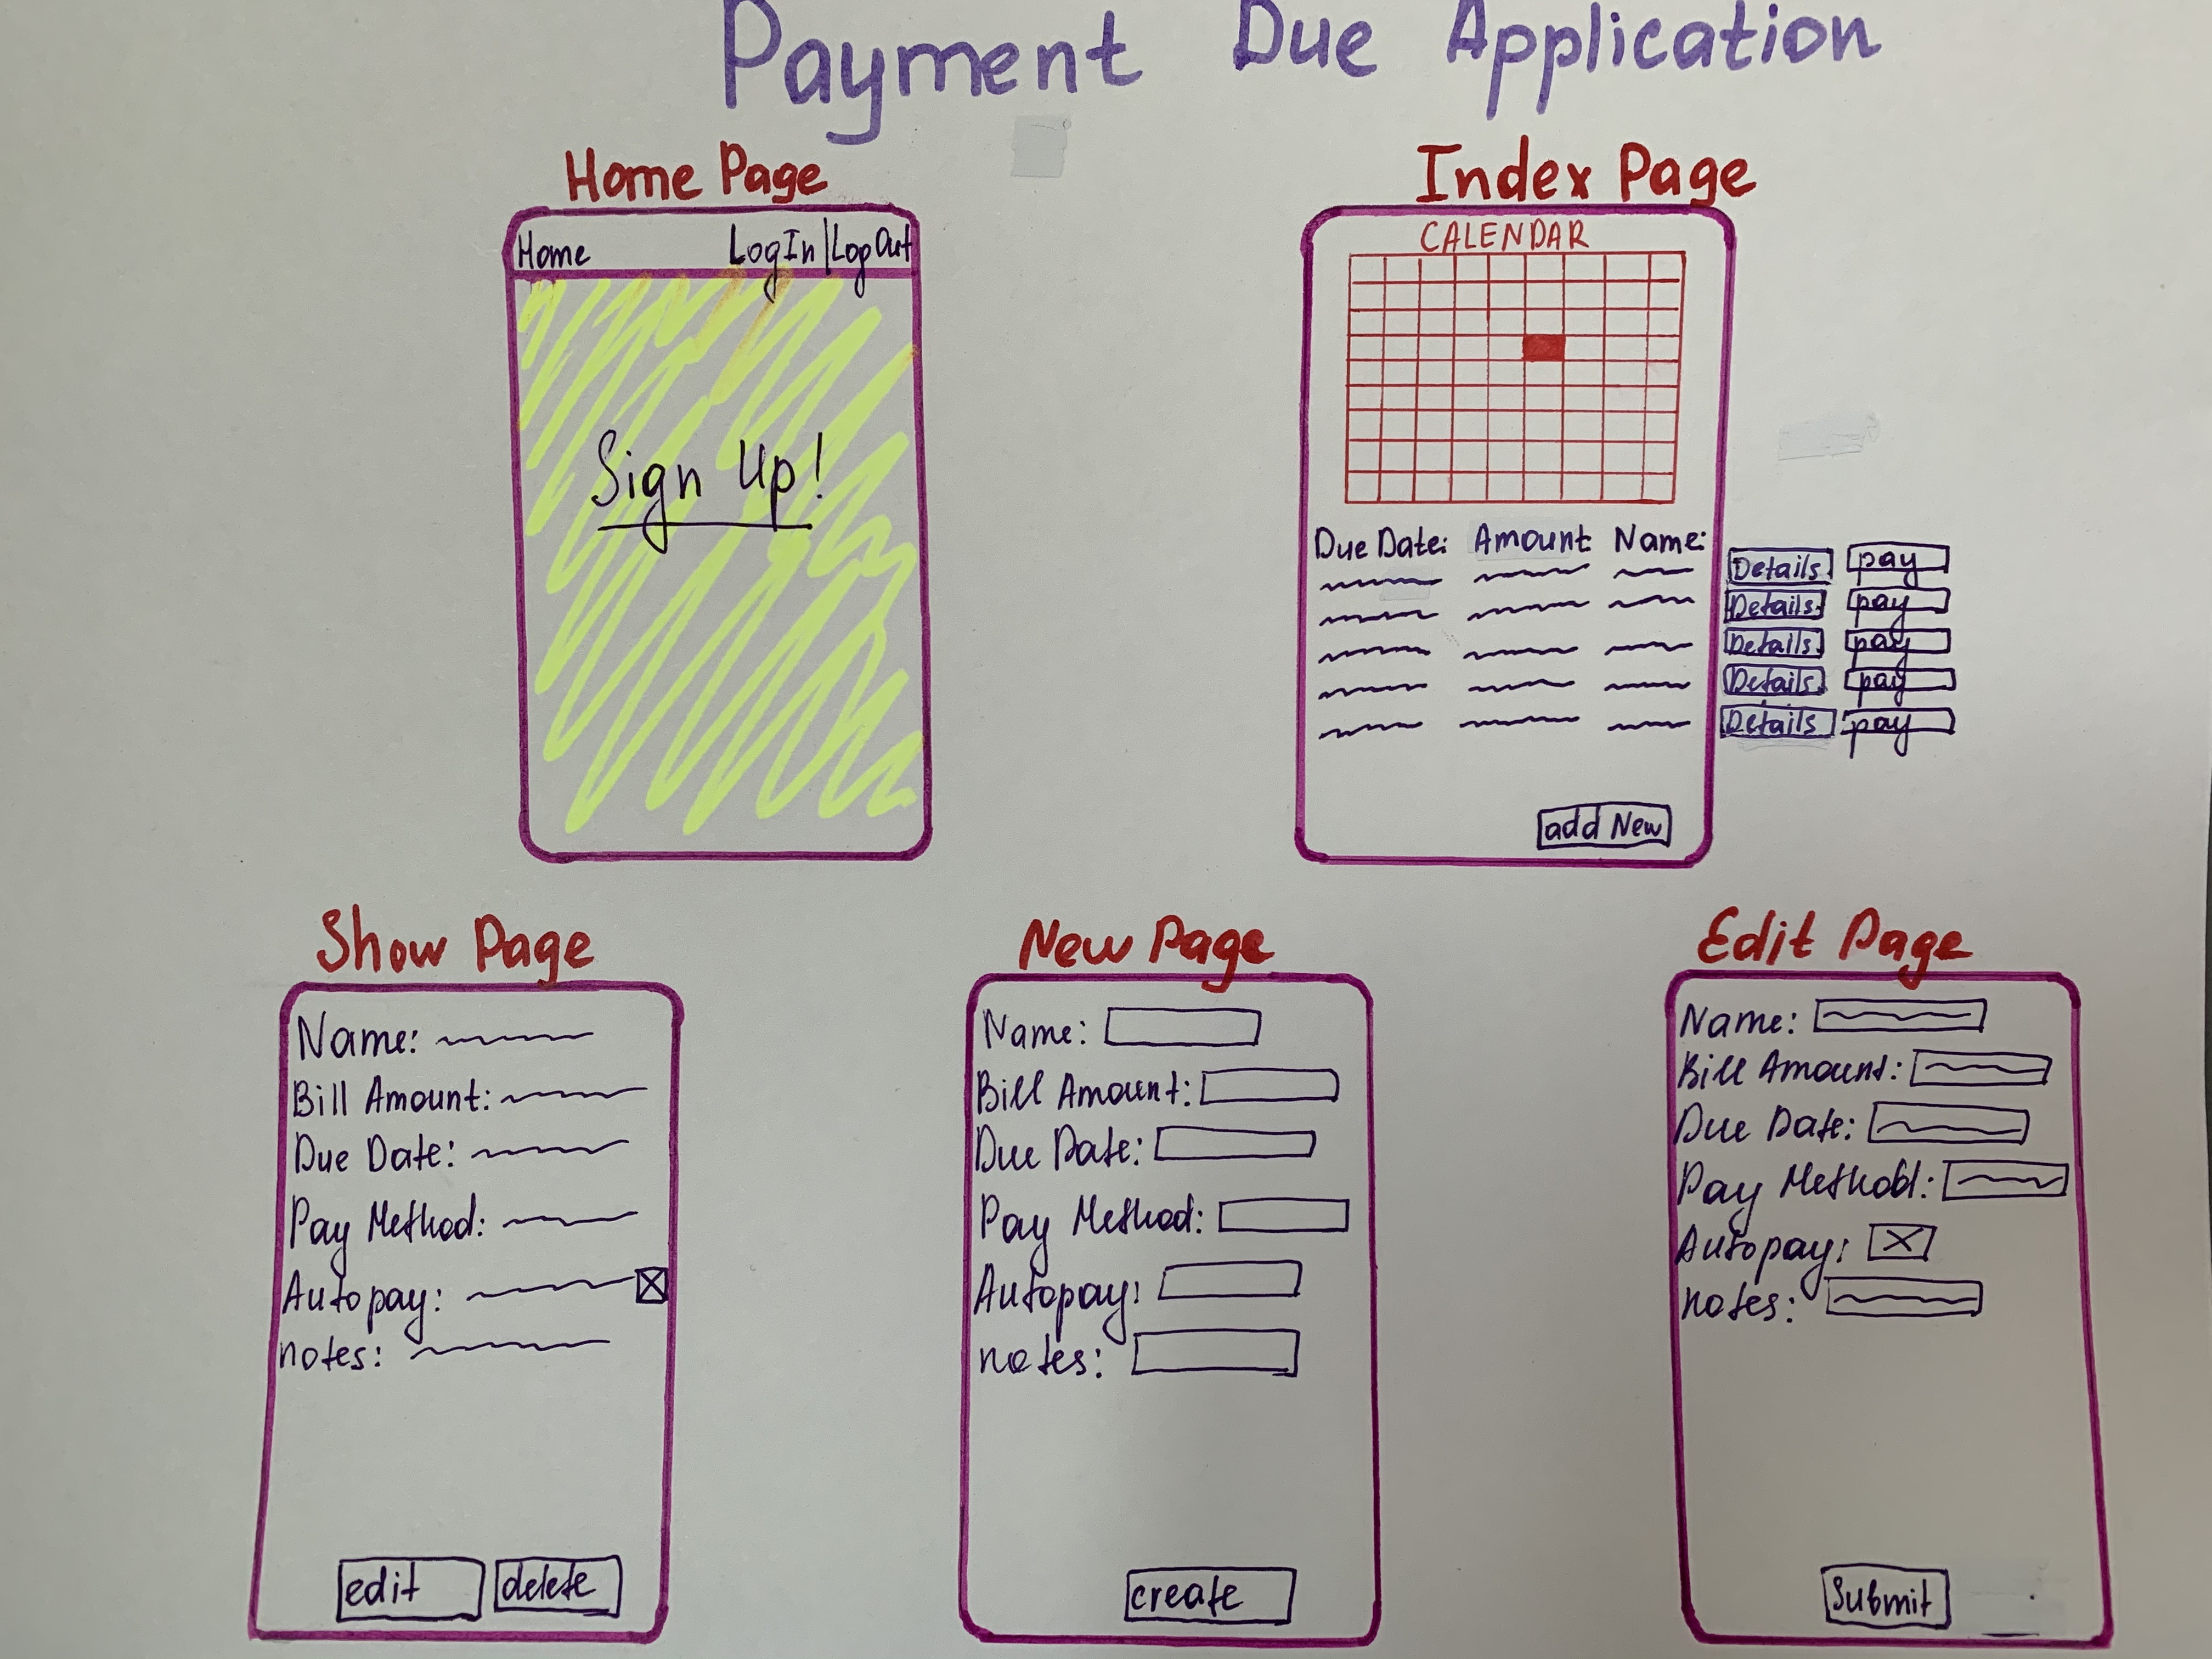 Payment Due Application
Home Page
Home LogIn | LogOut
Sign Up!
Index Page
CALENDAR
Due Date: Amount Name:
Details pay
Details pay
Details pay
Details pay
Details pay
add New
Show Page
Name:
Bill Amount:
Due Date:
Pay Method:
Autopay:
notes:
edit delete
New Page
Name:
Bill Amount:
Due Date:
Pay Method:
Autopay:
notes:
create
Edit Page
Name:
Bill Amount:
Due Date:
Pay Method:
Autopay:
notes:
Submit